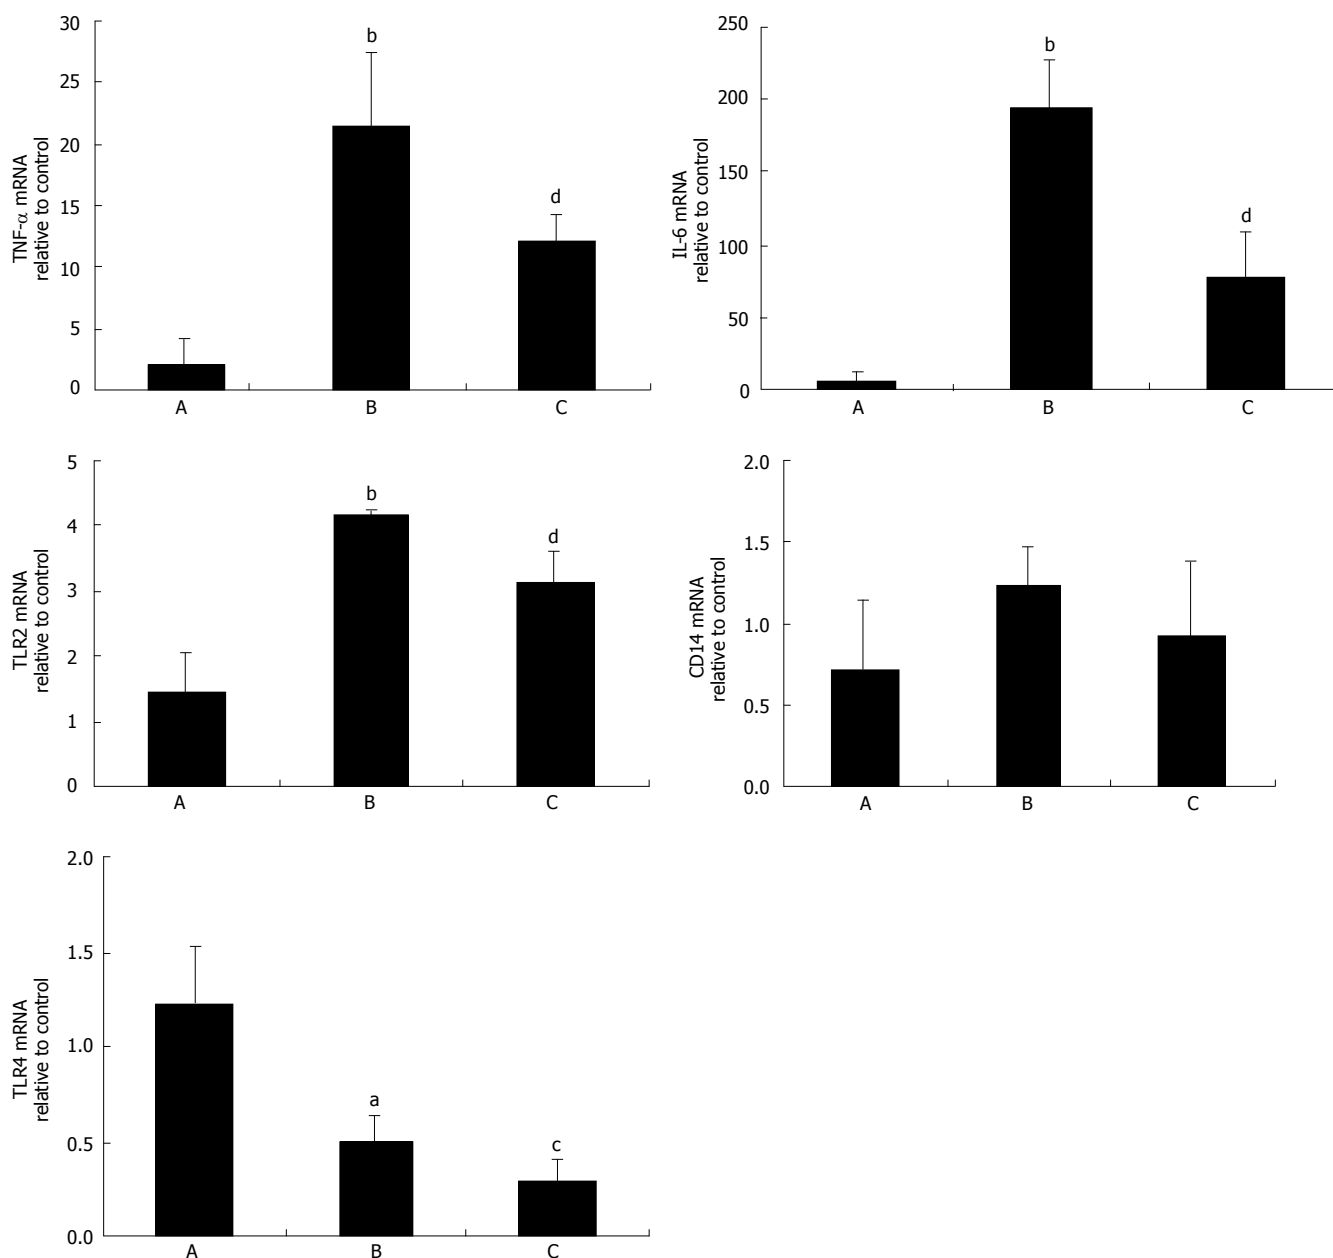 TNF-α mRNA
relative to control
30
25
20
15
10
5
0
b
d
A B C
IL-6 mRNA
relative to control
250
200
150
100
50
0
b
d
A B C
TLR2 mRNA
relative to control
5
4
3
2
1
0
b
d
A B C
CD14 mRNA
relative to control
2.0
1.5
1.0
0.5
0.0
A B C
TLR4 mRNA
relative to control
2.0
1.5
1.0
0.5
0.0
a
c
A B C